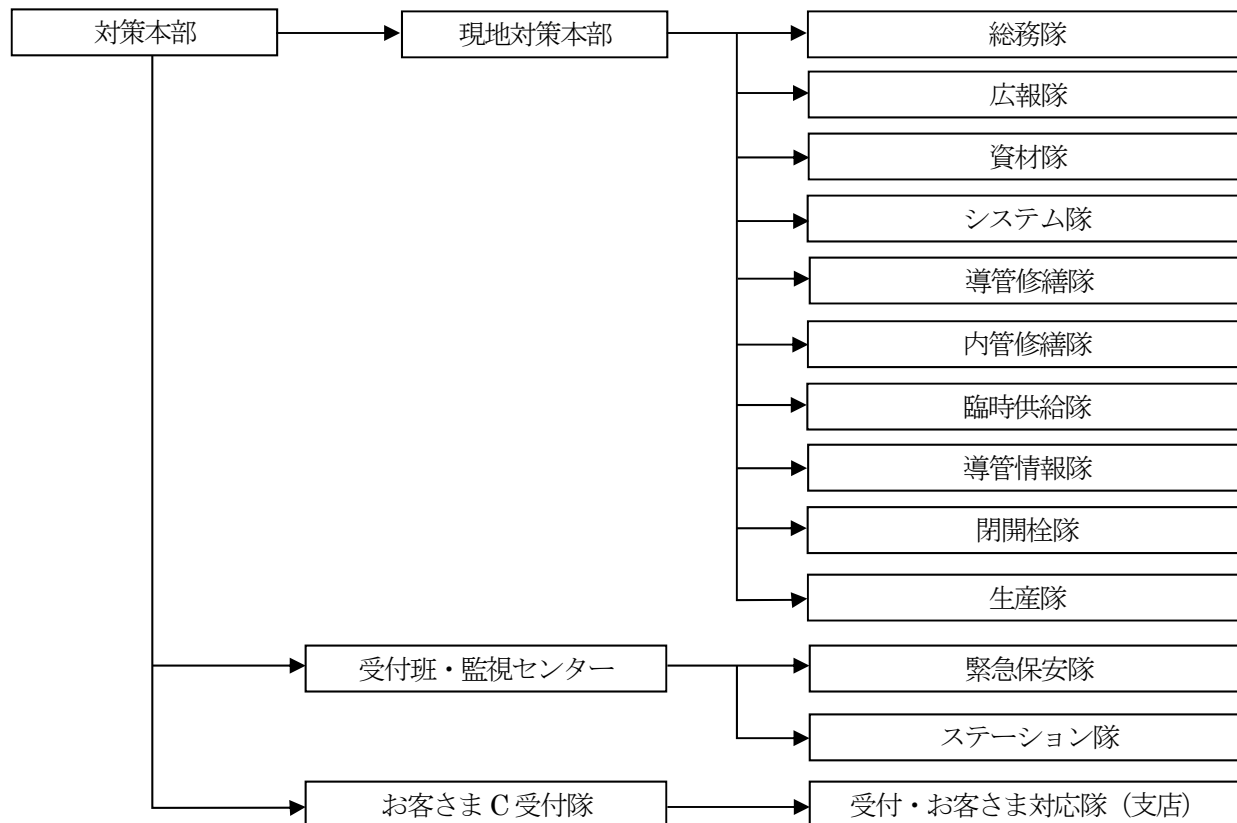 対策本部
現地対策本部
総務隊
広報隊
資材隊
システム隊
導管修繕隊
内管修繕隊
臨時供給隊
導管情報隊
閉開栓隊
生産隊
受付班・監視センター
緊急保安隊
ステーション隊
お客さまC受付隊
受付・お客さま対応隊（支店）